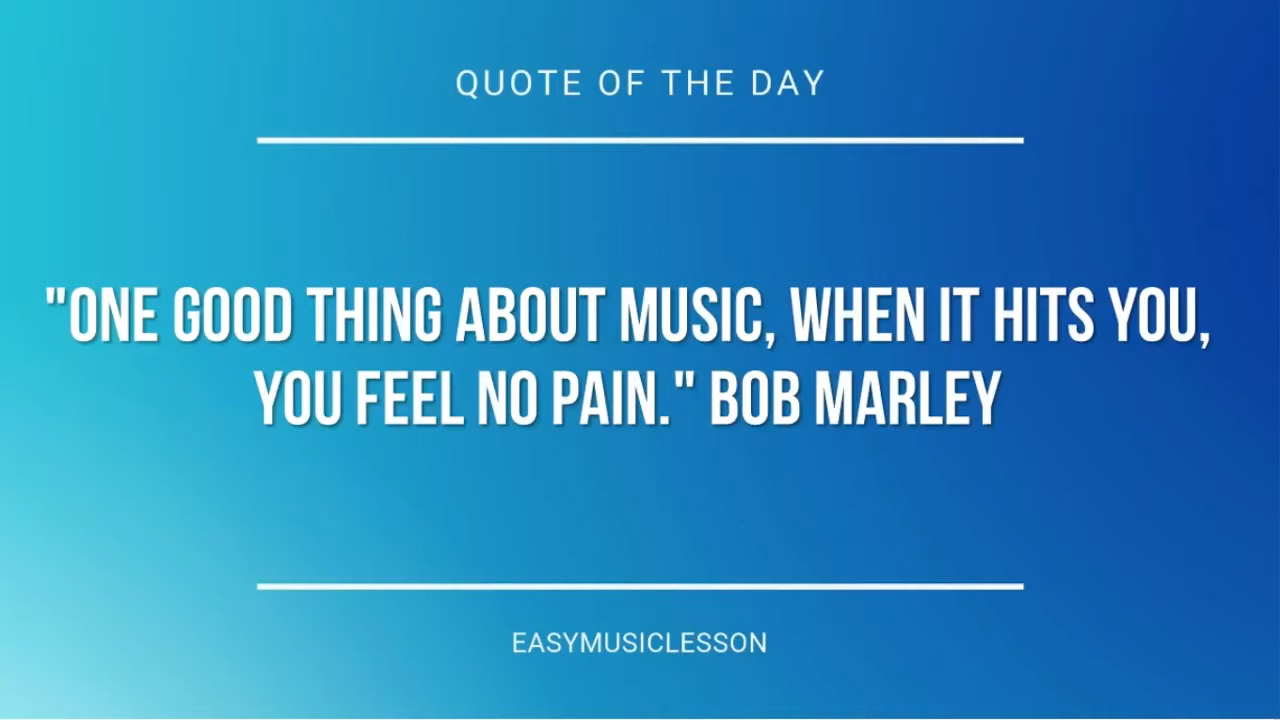 QUOTE OF THE DAY
"ONE GOOD THING ABOUT MUSIC, WHEN IT HITS YOU,
YOU FEEL NO PAIN." BOB MARLEY
EASYMUSICLESSON